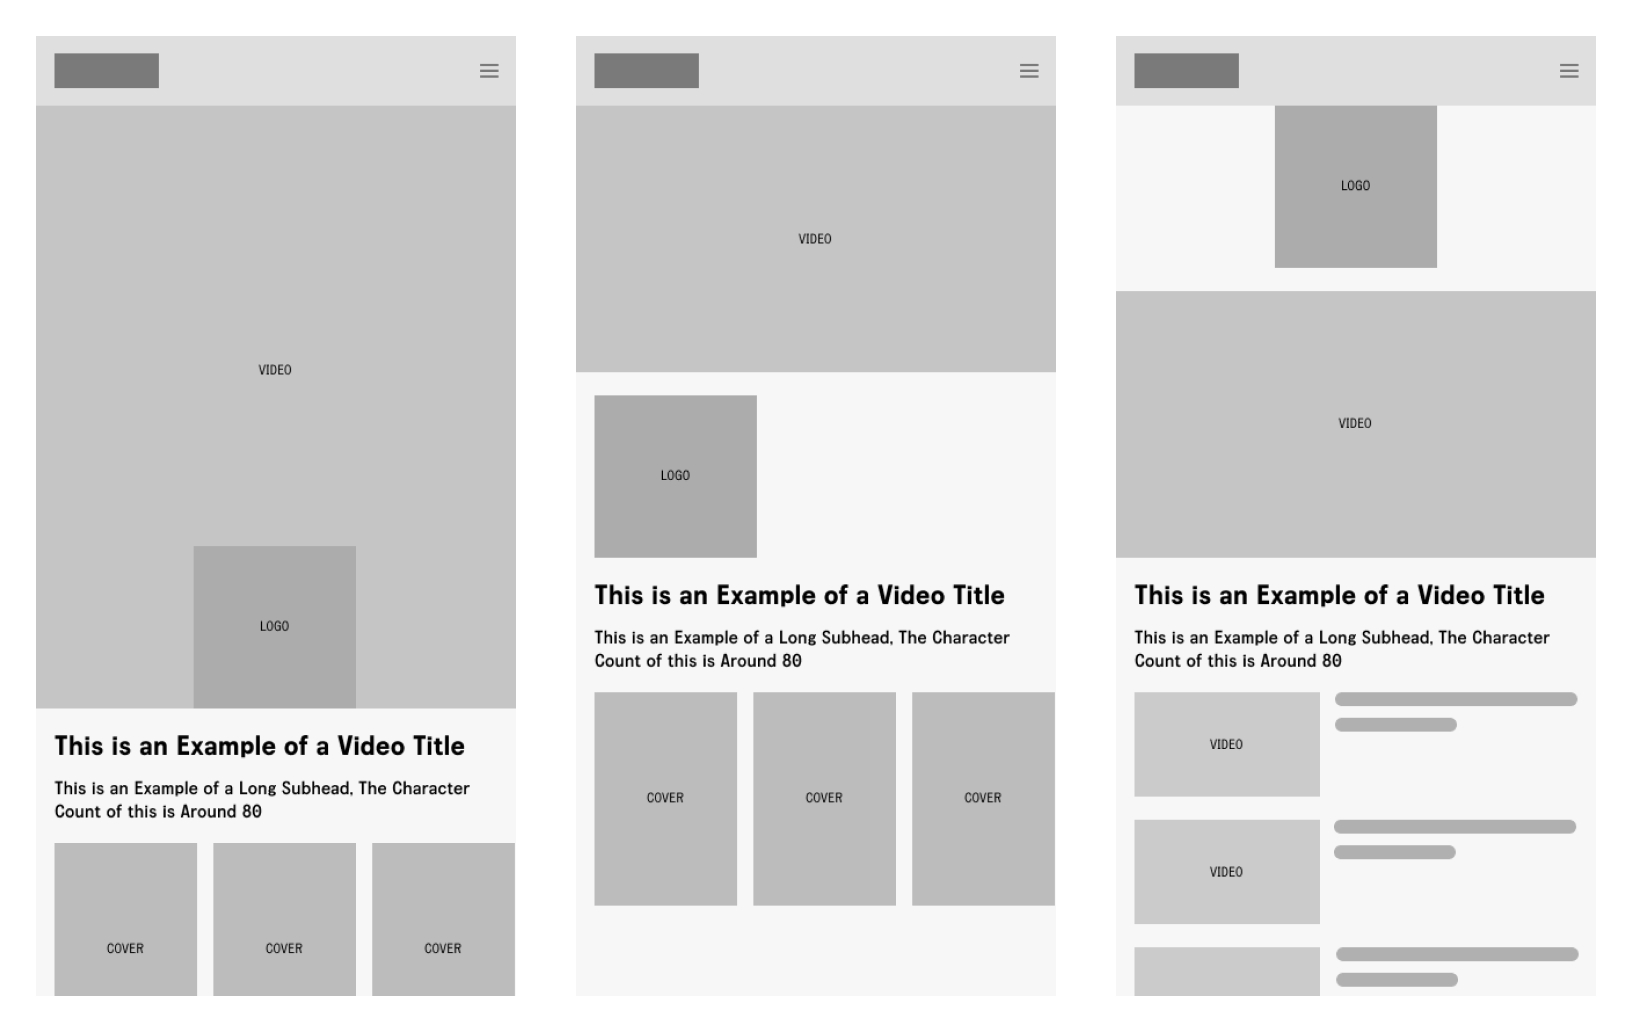 VIDEO
LOGO
This is an Example of a Video Title
This is an Example of a Long Subhead, The Character
Count of this is Around 80
COVER
COVER
COVER
VIDEO
LOGO
This is an Example of a Video Title
This is an Example of a Long Subhead, The Character
Count of this is Around 80
COVER
COVER
COVER
LOGO
VIDEO
This is an Example of a Video Title
This is an Example of a Long Subhead, The Character
Count of this is Around 80
VIDEO
VIDEO